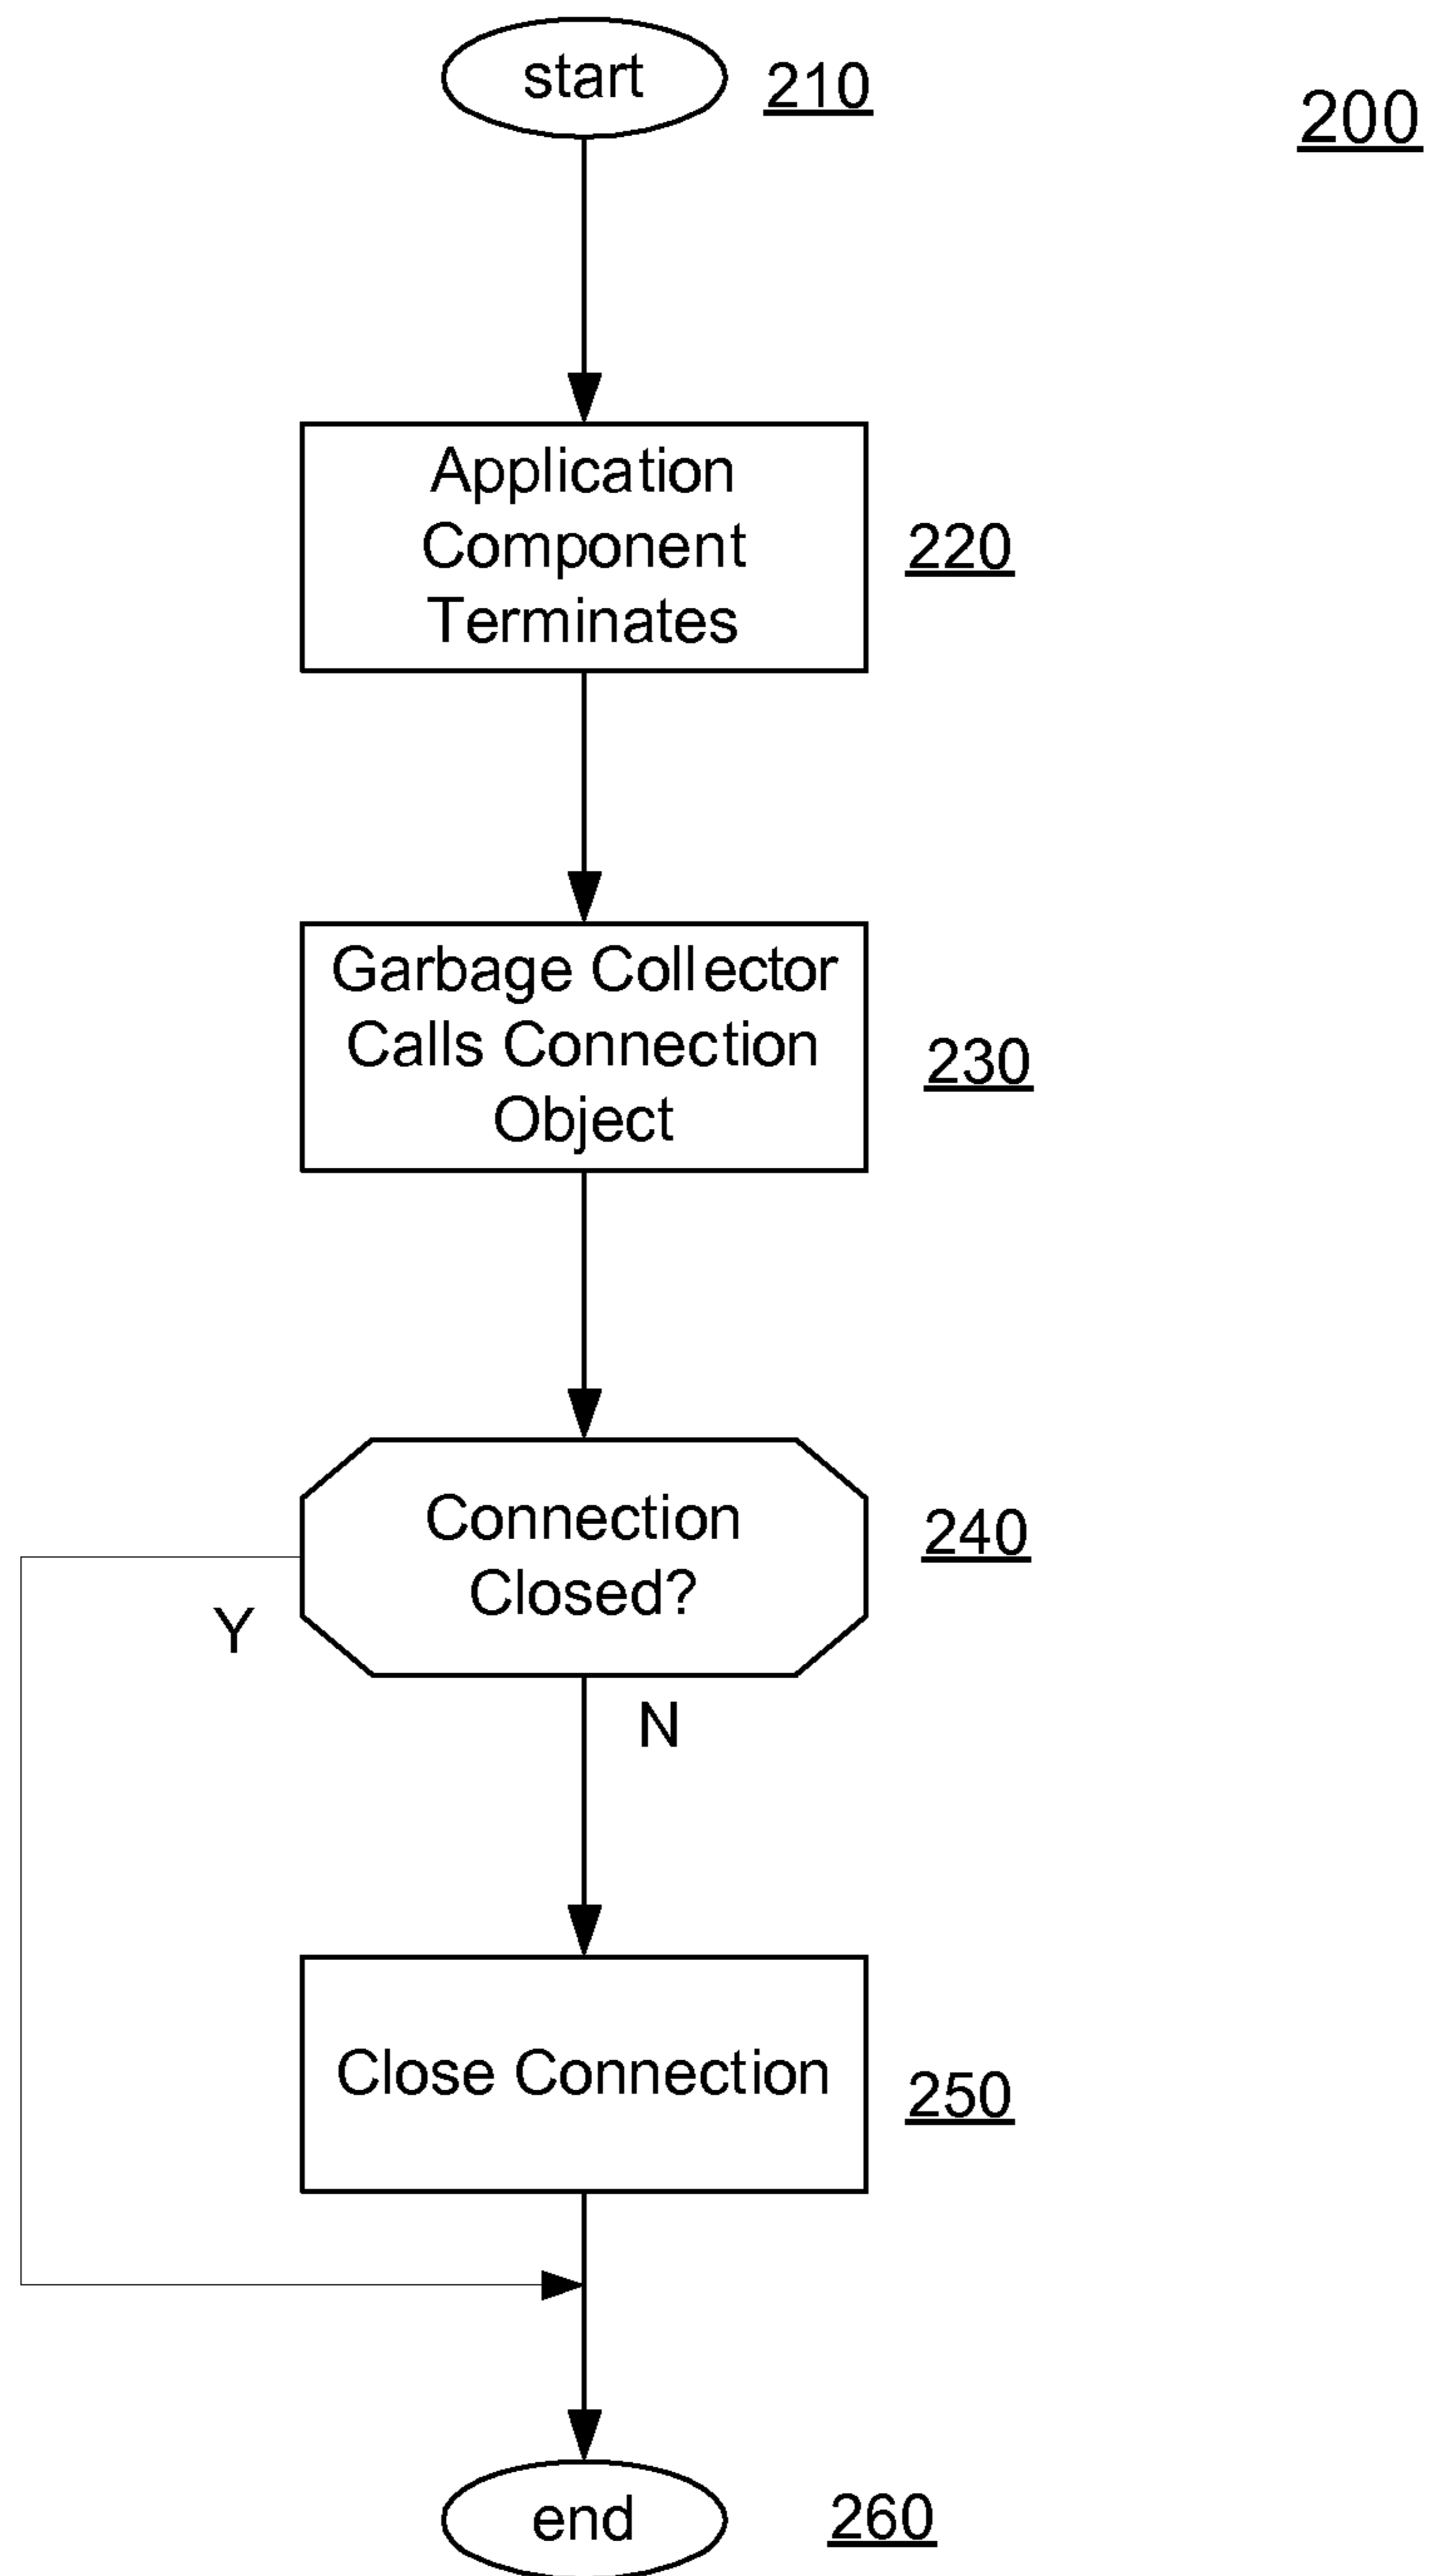 start
210
200
Application
Component
Terminates
220
Garbage Collector
Calls Connection
Object
230
Connection
Closed?
240
Y
N
Close Connection
250
end
260